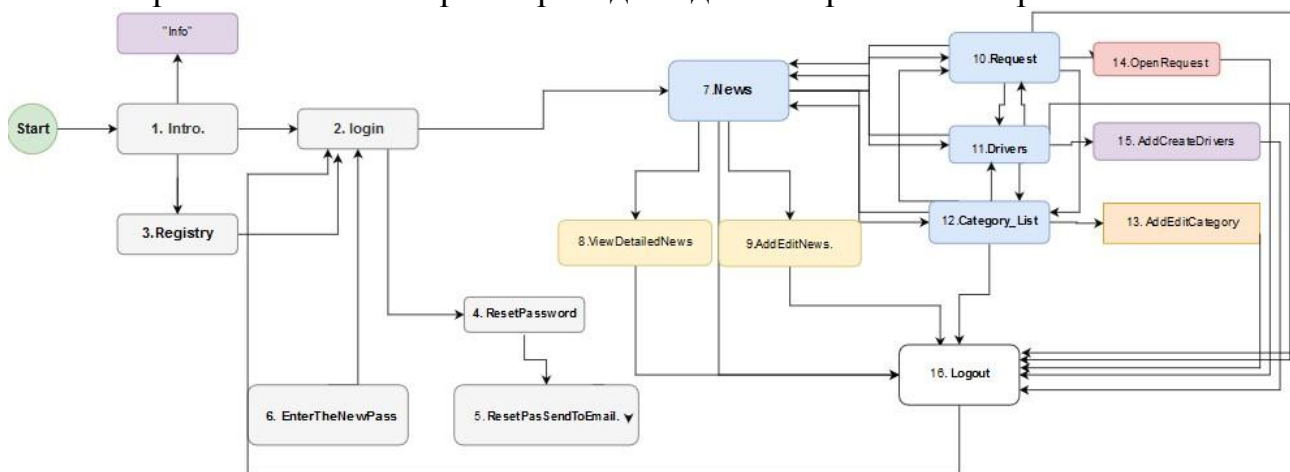 "Info"
Start
1. Intro.
2. login
3.Registry
4. ResetPassword
5. ResetPasSendToEmail.
6. EnterTheNewPass
7.News
8.ViewDetailedNews
9.AddEditNews.
10.Request
11.Drivers
12.Category_List
13. AddEditCategory
14.OpenRequest
15. AddCreateDrivers
16. Logout